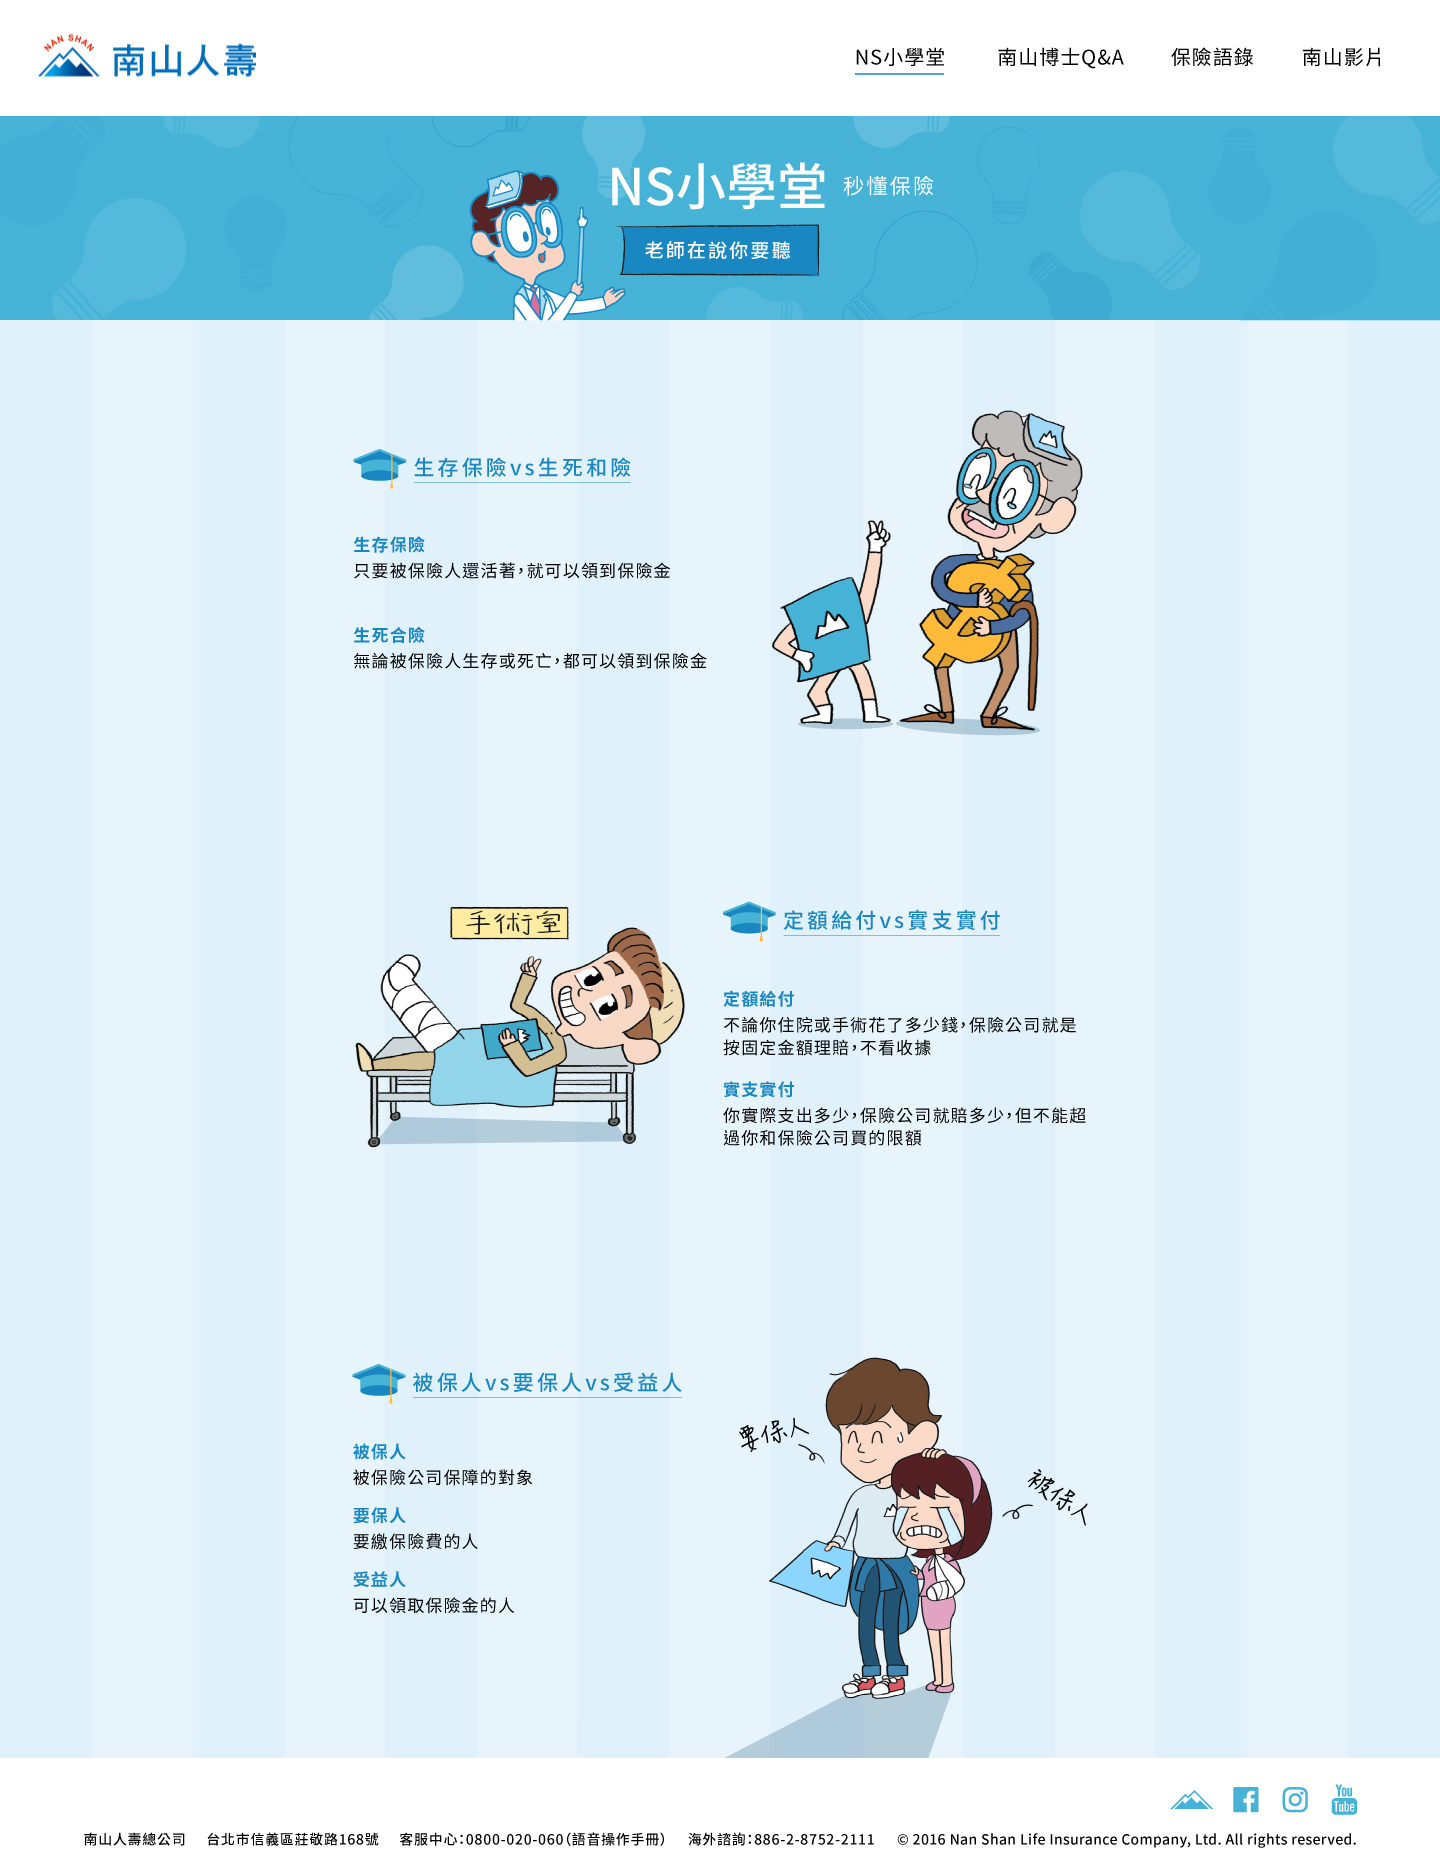 NAN SHAN
南山人壽
NS小學堂
南山博士Q&A
保險語錄
南山影片
NS小學堂
秒懂保險
老師在說你要聽
生存保險vs生死和險
生存保險
只要被保險人還活著，就可以領到保險金
生死合險
無論被保險人生存或死亡，都可以領到保險金
手術室
定額給付vs實支實付
定額給付
不論你住院或手術花了多少錢，保險公司就是
按固定金額理賠，不看收據
實支實付
你實際支出多少，保險公司就賠多少，但不能超
過你和保險公司買的限額
被保人vs要保人vs受益人
被保人
被保險公司保障的對象
要保人
要繳保險費的人
受益人
可以領取保險金的人
要保人
被保人
You
Tube
南山人壽總公司 台北市信義區莊敬路168號 客服中心：0800-020-060（語音操作手冊） 海外諮詢：886-2-8752-2111 © 2016 Nan Shan Life Insurance Company, Ltd. All rights reserved.